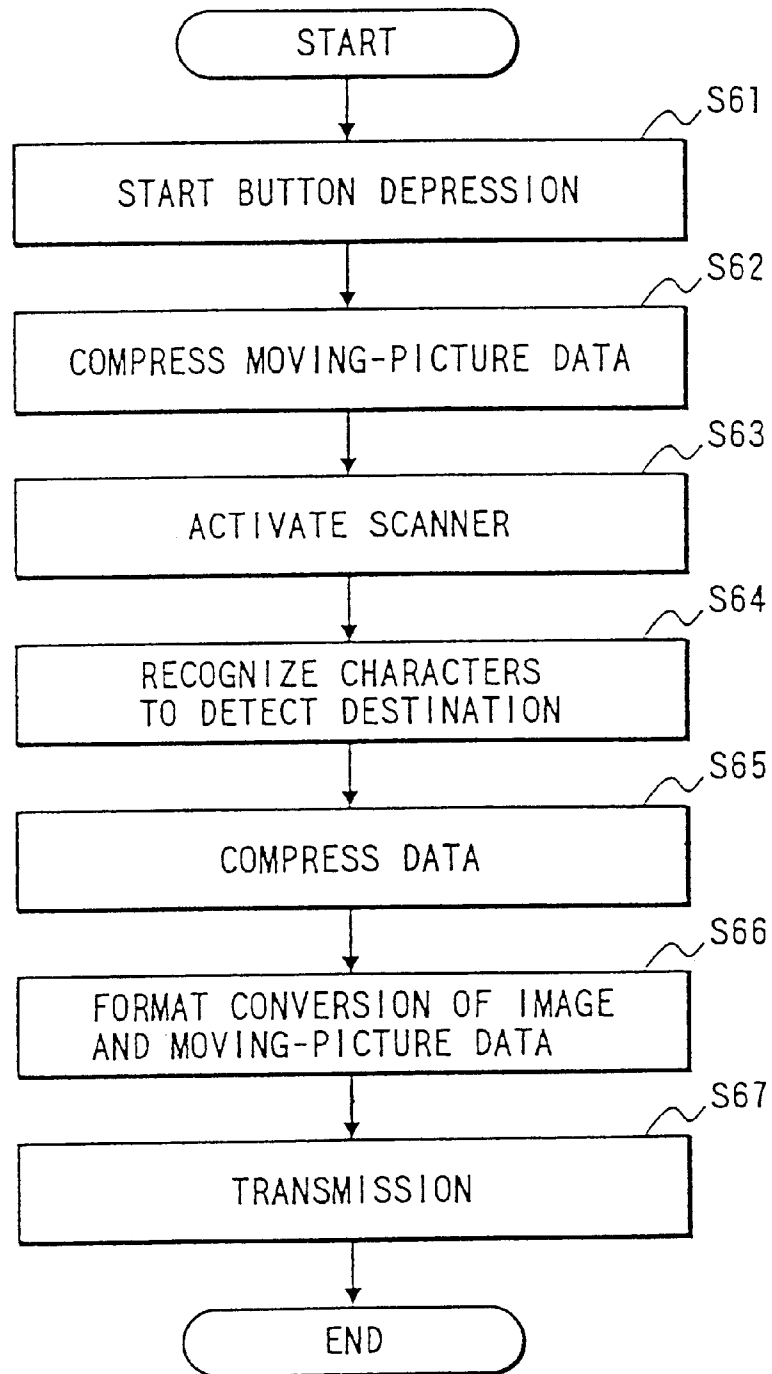 START
S61
START BUTTON DEPRESSION
S62
COMPRESS MOVING-PICTURE DATA
S63
ACTIVATE SCANNER
S64
RECOGNIZE CHARACTERS
TO DETECT DESTINATION
S65
COMPRESS DATA
S66
FORMAT CONVERSION OF IMAGE
AND MOVING-PICTURE DATA
S67
TRANSMISSION
END